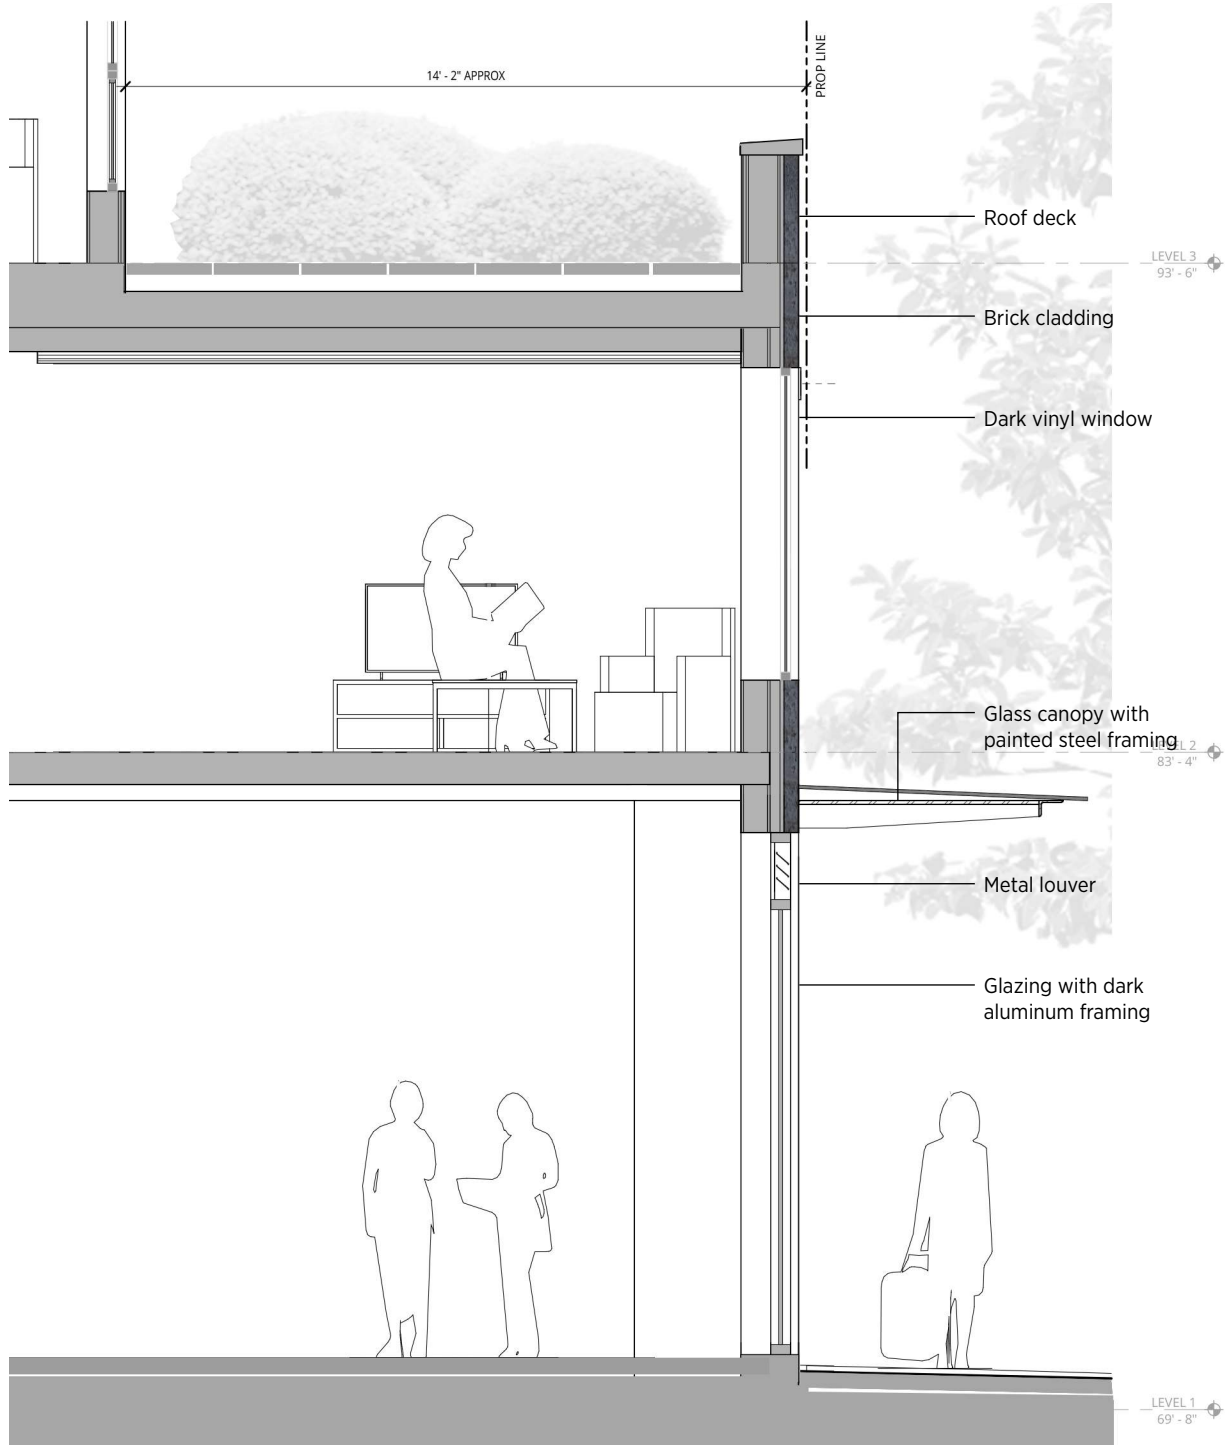 14' - 2" APPROX
PROP LINE
Roof deck
LEVEL 3
93' - 6"
Brick cladding
Dark vinyl window
Glass canopy with
painted steel framing
LEVEL 2
83' - 4"
Metal louver
Glazing with dark
aluminum framing
LEVEL 1
69' - 8"